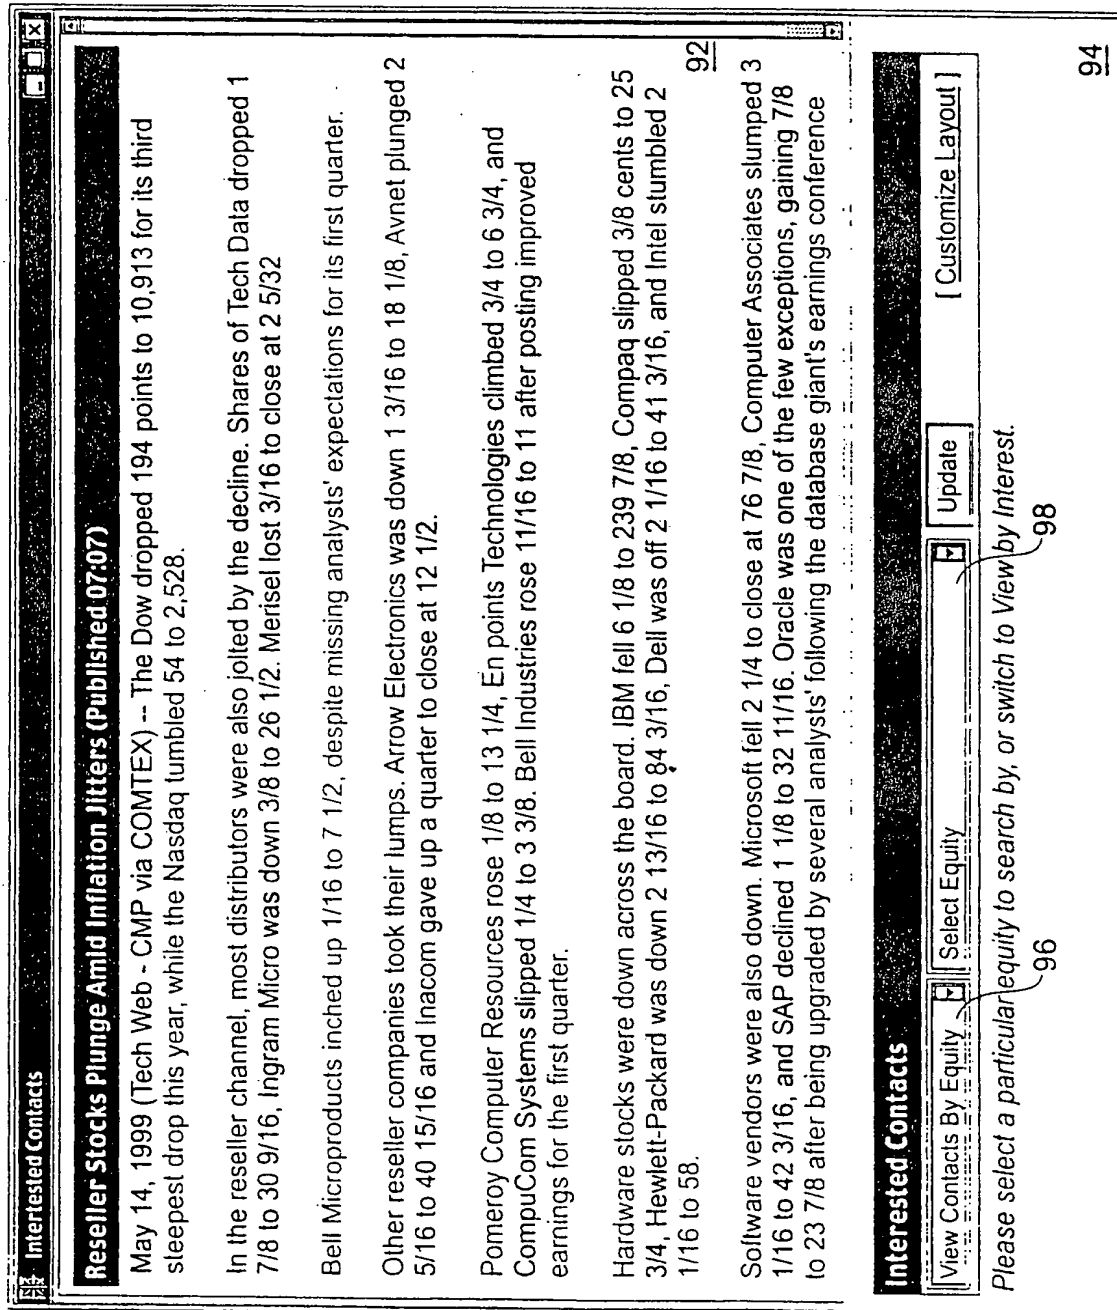 Intertested Contacts
Reseller Stocks Plunge Amid Inflation Jitters (Published 07:07)
May 14, 1999 (Tech Web - CMP via COMTEX) -- The Dow dropped 194 points to 10,913 for its third
steepest drop this year, while the Nasdaq tumbled 54 to 2,528.
In the reseller channel, most distributors were also jolted by the decline. Shares of Tech Data dropped 1
7/8 to 30 9/16, Ingram Micro was down 3/8 to 26 1/2. Merisel lost 3/16 to close at 2 5/32
Bell Microproducts inched up 1/16 to 7 1/2, despite missing analysts' expectations for its first quarter.
Other reseller companies took their lumps. Arrow Electronics was down 1 3/16 to 18 1/8, Avnet plunged 2
5/16 to 40 15/16 and Inacom gave up a quarter to close at 12 1/2.
Pomeroy Computer Resources rose 1/8 to 13 1/4, En points Technologies climbed 3/4 to 6 3/4, and
CompuCom Systems slipped 1/4 to 3 3/8. Bell Industries rose 11/16 to 11 after posting improved
earnings for the first quarter.
Hardware stocks were down across the board. IBM fell 6 1/8 to 239 7/8, Compaq slipped 3/8 cents to 25
3/4, Hewlett-Packard was down 2 13/16 to 84 3/16, Dell was off 2 1/16 to 41 3/16, and Intel stumbled 2
1/16 to 58.
92
Software vendors were also down. Microsoft fell 2 1/4 to close at 76 7/8, Computer Associates slumped 3
1/16 to 42 3/16, and SAP declined 1 1/8 to 32 11/16. Oracle was one of the few exceptions, gaining 7/8
to 23 7/8 after being upgraded by several analysts' following the database giant's earnings conference
Interested Contacts
View Contacts By Equity Select Equity Update [ Customize Layout ]
Please select a particular equity to search by, or switch to View by Interest.
96 98
94